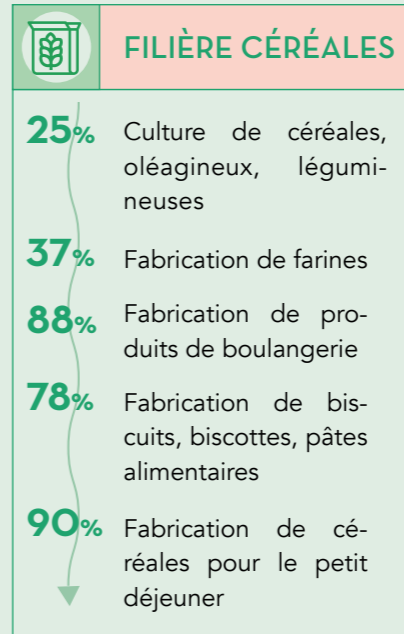 FILIÈRE CÉRÉALES
25% Culture de céréales,
oléagineux, légumi-
neuses
37% Fabrication de farines
88% Fabrication de pro-
duits de boulangerie
78% Fabrication de bis-
cuits, biscottes, pâtes
alimentaires
90% Fabrication de cé-
réales pour le petit
déjeuner